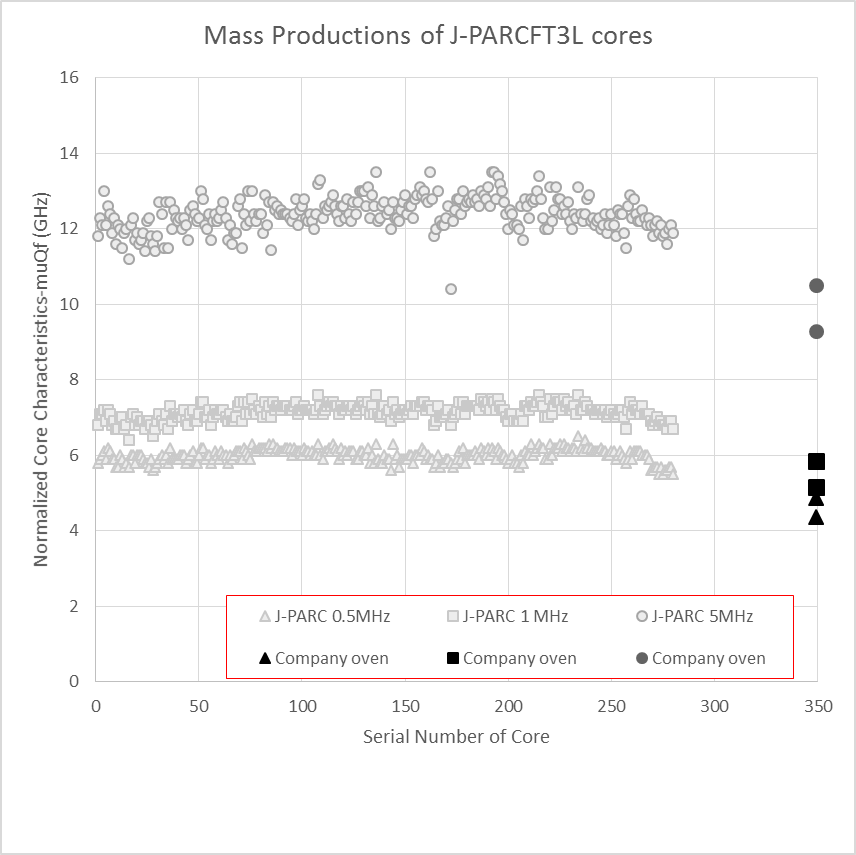 Mass Productions of J-PARCFT3L cores
Normalized Core Characteristics-muQf (GHz)
16
14
12
10
8
6
4
2
0
0 50 100 150 200 250 300 350
Serial Number of Core
J-PARC 0.5MHz J-PARC 1 MHz J-PARC 5MHz
Company oven Company oven Company oven